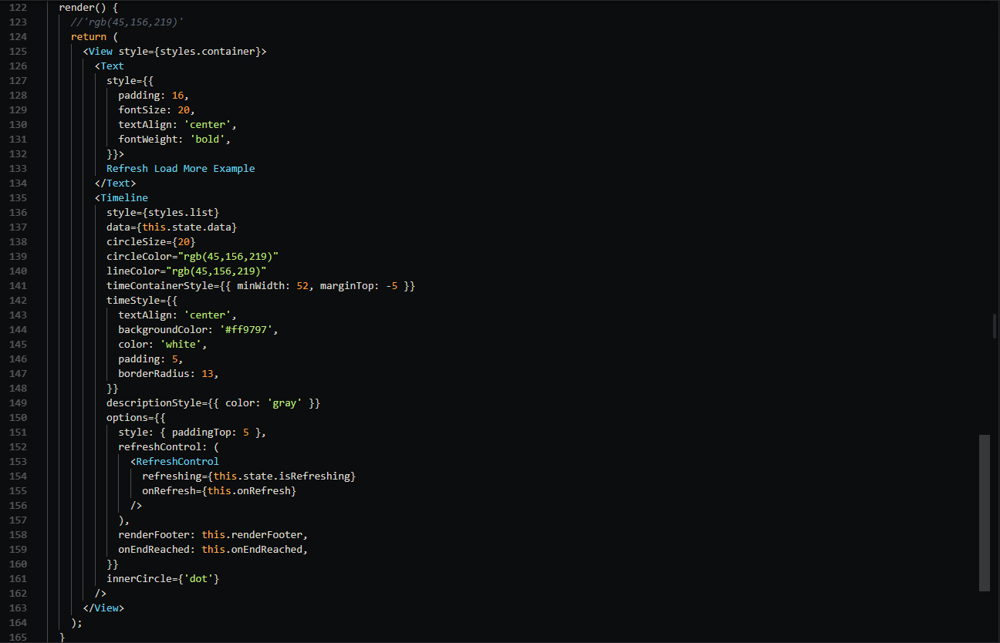 122 render() {
123 //'rgb(45,156,219)'
124 return (
125 <View style={styles.container}>
126 <Text
127 style={{
128 padding: 16,
129 fontSize: 20,
130 textAlign: 'center',
131 fontWeight: 'bold',
132 }}>
133 Refresh Load More Example
134 </Text>
135 <Timeline
136 style={styles.list}
137 data={this.state.data}
138 circleSize={20}
139 circleColor="rgb(45,156,219)"
140 lineColor="rgb(45,156,219)"
141 timeContainerStyle={{ minWidth: 52, marginTop: -5 }}
142 timeStyle={{
143 textAlign: 'center',
144 backgroundColor: '#ff9797',
145 color: 'white',
146 padding: 5,
147 borderRadius: 13,
148 }}
149 descriptionStyle={{ color: 'gray' }}
150 options={{
151 style: { paddingTop: 5 },
152 refreshControl: (
153 <RefreshControl
154 refreshing={this.state.isRefreshing}
155 onRefresh={this.onRefresh}
156 />
157 ),
158 renderFooter: this.renderFooter,
159 onEndReached: this.onEndReached,
160 }}
161 innerCircle={'dot'}
162 />
163 </View>
164 );
165 }